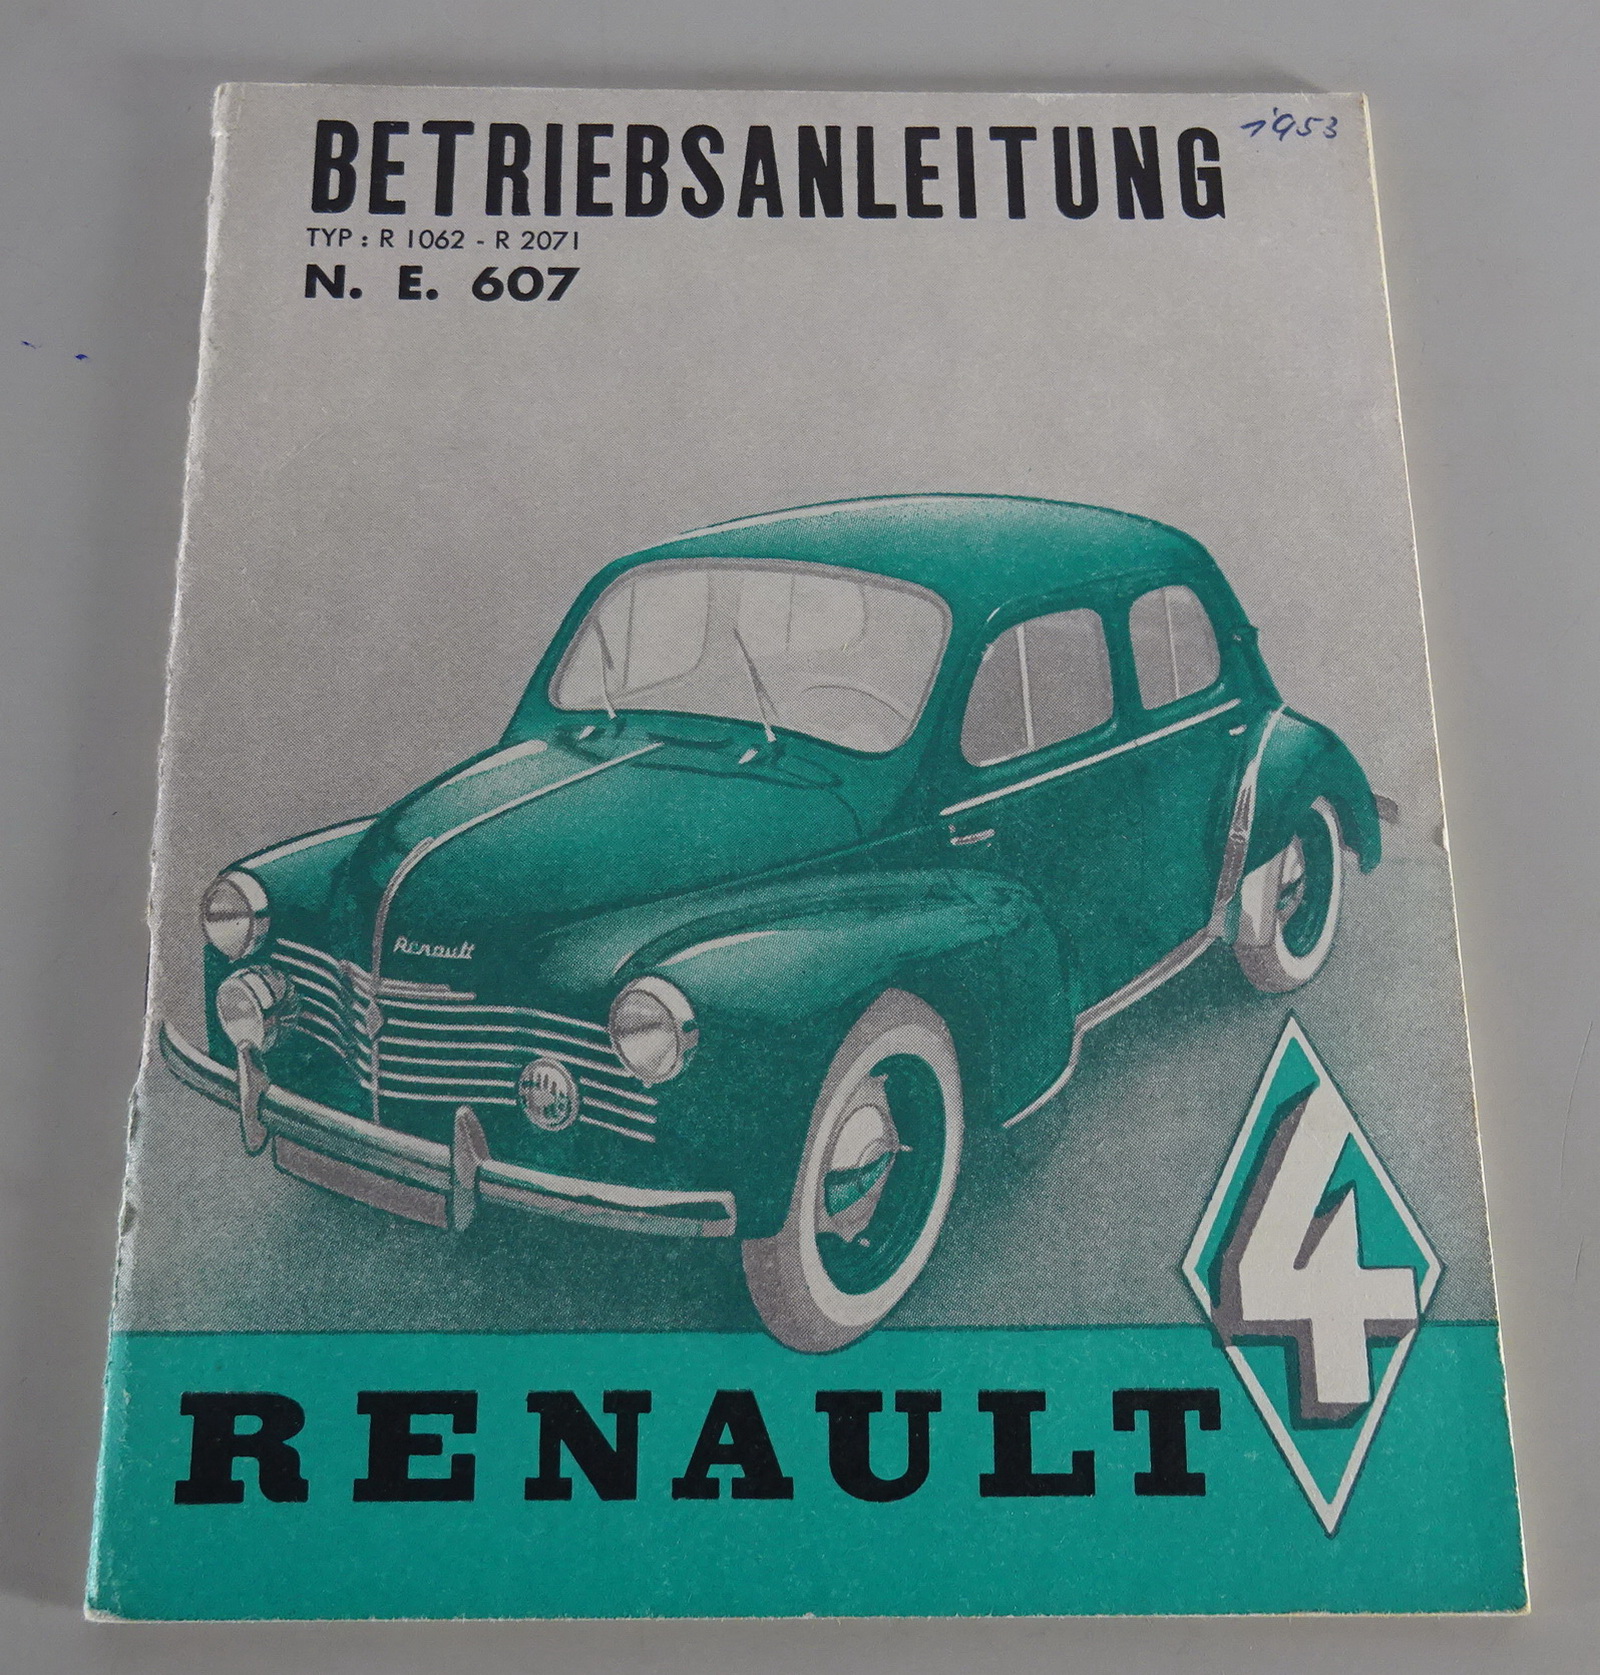 BETRIEBSANLEITUNG
1953
TYP : R 1062 - R 2071
N. E. 607
Renault
RENAULT
4